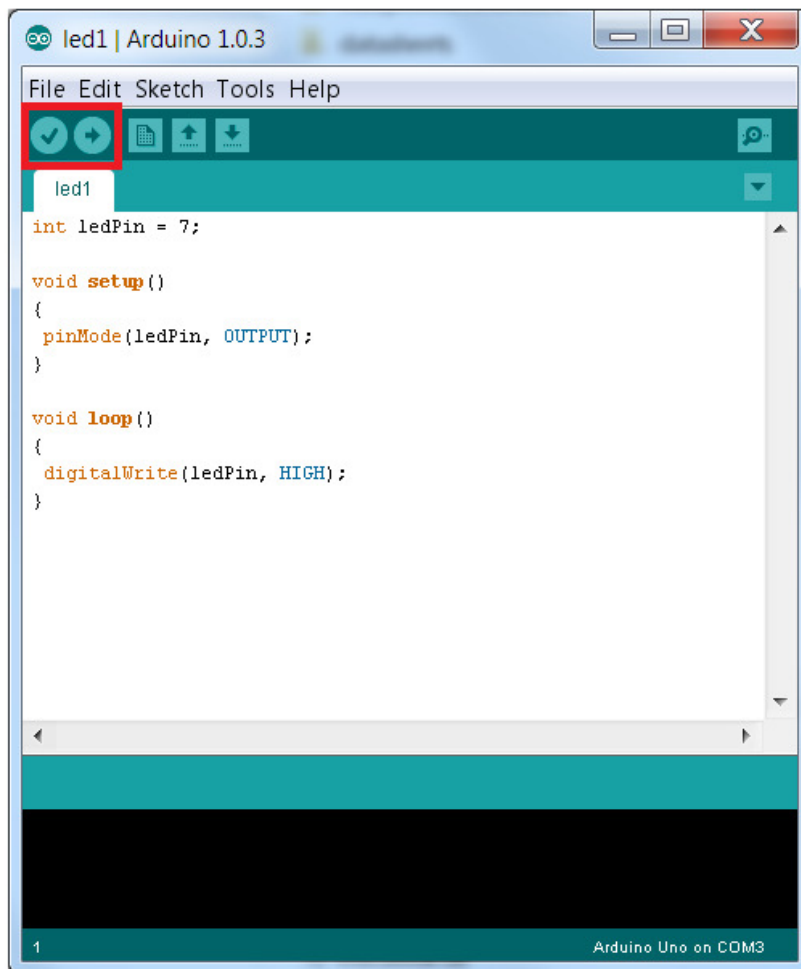 led1 | Arduino 1.0.3
File Edit Sketch Tools Help
led1
int ledPin = 7;
void setup()
{
pinMode(ledPin, OUTPUT);
}
void loop()
{
digitalWrite(ledPin, HIGH);
}
1
Arduino Uno on COM3